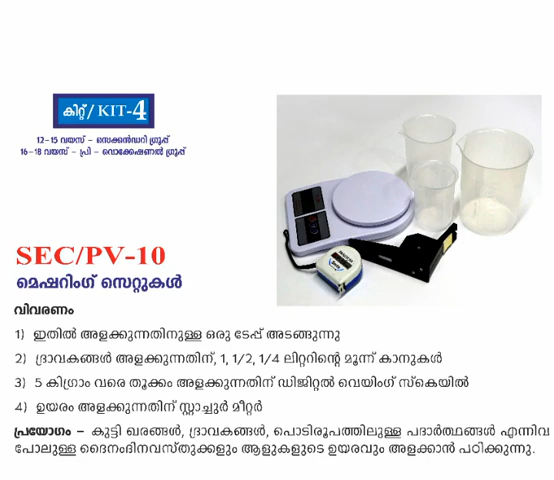 കിറ്റ്/ KIT-4
12-15 വയസ് - സെക്കൻഡറി ഗ്രൂപ്പ്
16-18 വയസ് - പ്രി - വൊക്കേഷണൽ ഗ്രൂപ്പ്
SEC/PV-10
മെഷറിംഗ് സെറ്റുകൾ
വിവരണം
1) ഇതിൽ അളക്കുന്നതിനുള്ള ഒരു ടേപ്പ് അടങ്ങുന്നു
2) ദ്രാവകങ്ങൾ അളക്കുന്നതിന്, 1, 1/2, 1/4 ലിറ്ററിന്റെ മൂന്ന് കാനുകൾ
3) 5 കിഗ്രാം വരെ തൂക്കം അളക്കുന്നതിന് ഡിജിറ്റൽ വെയിംഗ് സ്കെയിൽ
4) ഉയരം അളക്കുന്നതിന് സ്റ്റാച്ചുർ മീറ്റർ
പ്രയോഗം - കുട്ടി ഖരങ്ങൾ, ദ്രാവകങ്ങൾ, പൊടിരൂപത്തിലുള്ള പദാർത്ഥങ്ങൾ എന്നിവ
പോലുള്ള ദൈനംദിനവസ്തുക്കളും ആളുകളുടെ ഉയരവും അളക്കാൻ പഠിക്കുന്നു.